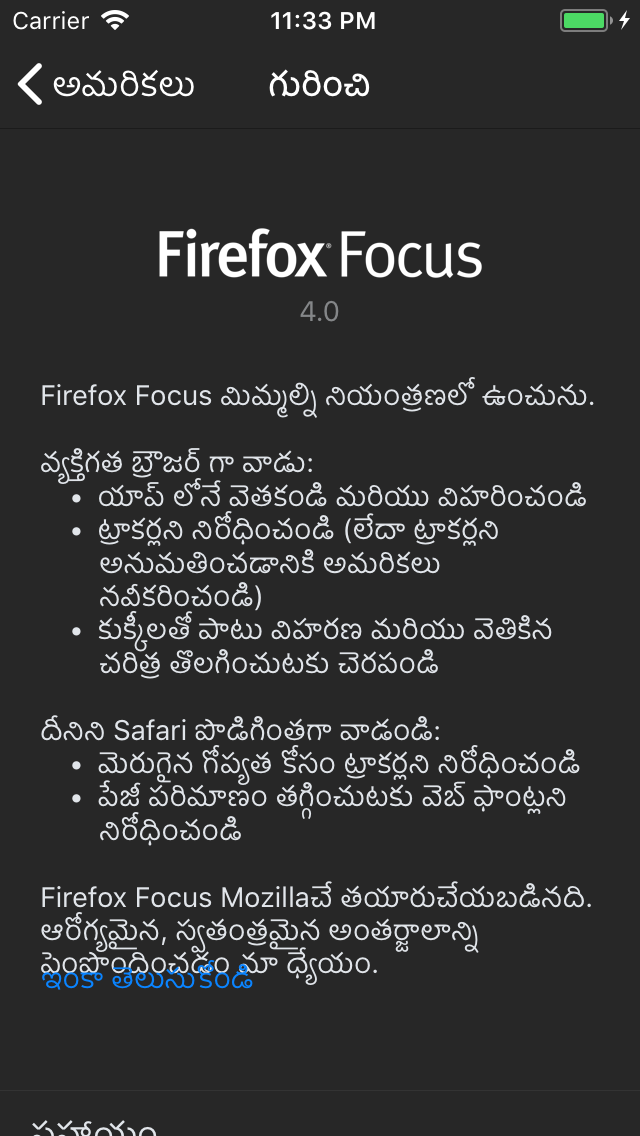 Carrier 11:33 PM
అమరికలు గురించి
Firefox Focus
4.0
Firefox Focus మిమ్మల్ని నియంత్రణలో ఉంచును.
వ్యక్తిగత బ్రౌజర్ గా వాడు:
• యాప్ లోనే వెతకండి మరియు విహరించండి
• ట్రాకర్లని నిరోధించండి (లేదా ట్రాకర్లని
అనుమతించడానికి అమరికలు
నవీకరించండి)
• కుక్కీలతో పాటు విహరణ మరియు వెతికిన
చరిత్ర తొలగించుటకు చెరపండి
దీనిని Safari పొడిగింతగా వాడండి:
• మెరుగైన గోప్యత కోసం ట్రాకర్లని నిరోధించండి
• పేజీ పరిమాణం తగ్గించుటకు వెబ్ ఫాంట్లని
నిరోధించండి
Firefox Focus Mozillaచే తయారుచేయబడినది.
ఆరోగ్యమైన, స్వతంత్రమైన అంతర్జాలాన్ని
పెంపొందించడం మా ధ్యేయం.
ఇంకా తెలుసుకోండి
సహాయం